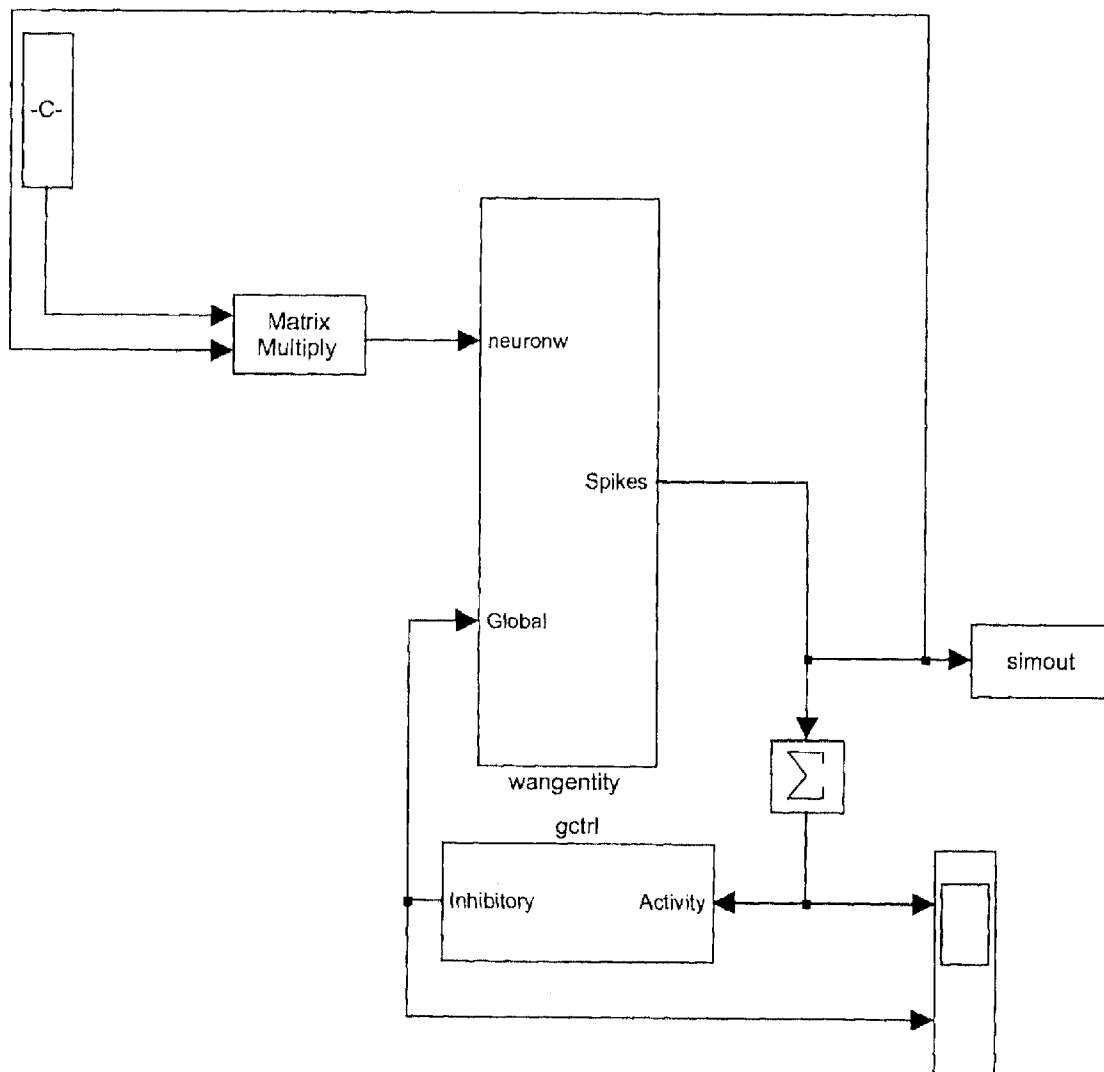 -C-
Matrix
Multiply
neuronw
Spikes
Global
simout
wangentity
Σ
gctrl
Inhibitory
Activity